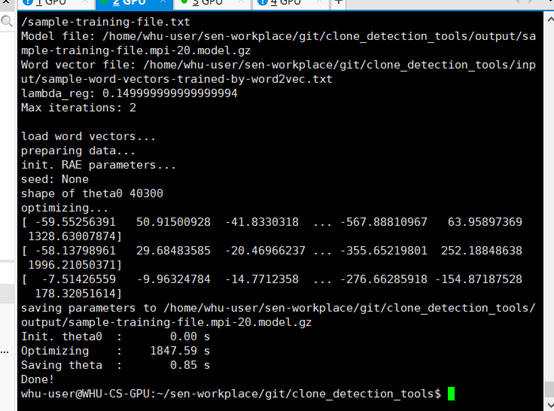 1 GPU
2 GPU
3 GPU
4 GPU
+
/sample-training-file.txt
Model file: /home/whu-user/sen-workplace/git/clone_detection_tools/output/sa
mple-training-file.mpi-20.model.gz
Word vector file: /home/whu-user/sen-workplace/git/clone_detection_tools/inp
ut/sample-word-vectors-trained-by-word2vec.txt
lambda_reg: 0.149999999999999994
Max iterations: 2
load word vectors...
preparing data...
init. RAE parameters...
seed: None
shape of theta0 40300
optimizing...
[ -59.55256391 50.91500928 -41.8330318 ... -567.88810967 63.95897369
1328.63007874]
[ -58.13798961 29.68483585 -20.46966237 ... -355.65219801 252.18848638
1996.21050371]
[ -7.51426559 -9.96324784 -14.7712358 ... -276.66285918 -154.87187528
178.32051614]
saving parameters to /home/whu-user/sen-workplace/git/clone_detection_tools/
output/sample-training-file.mpi-20.model.gz
Init. theta0 : 0.00 s
Optimizing : 1847.59 s
Saving theta : 0.85 s
Done!
whu-user@WHU-CS-GPU:~/sen-workplace/git/clone_detection_tools$
...